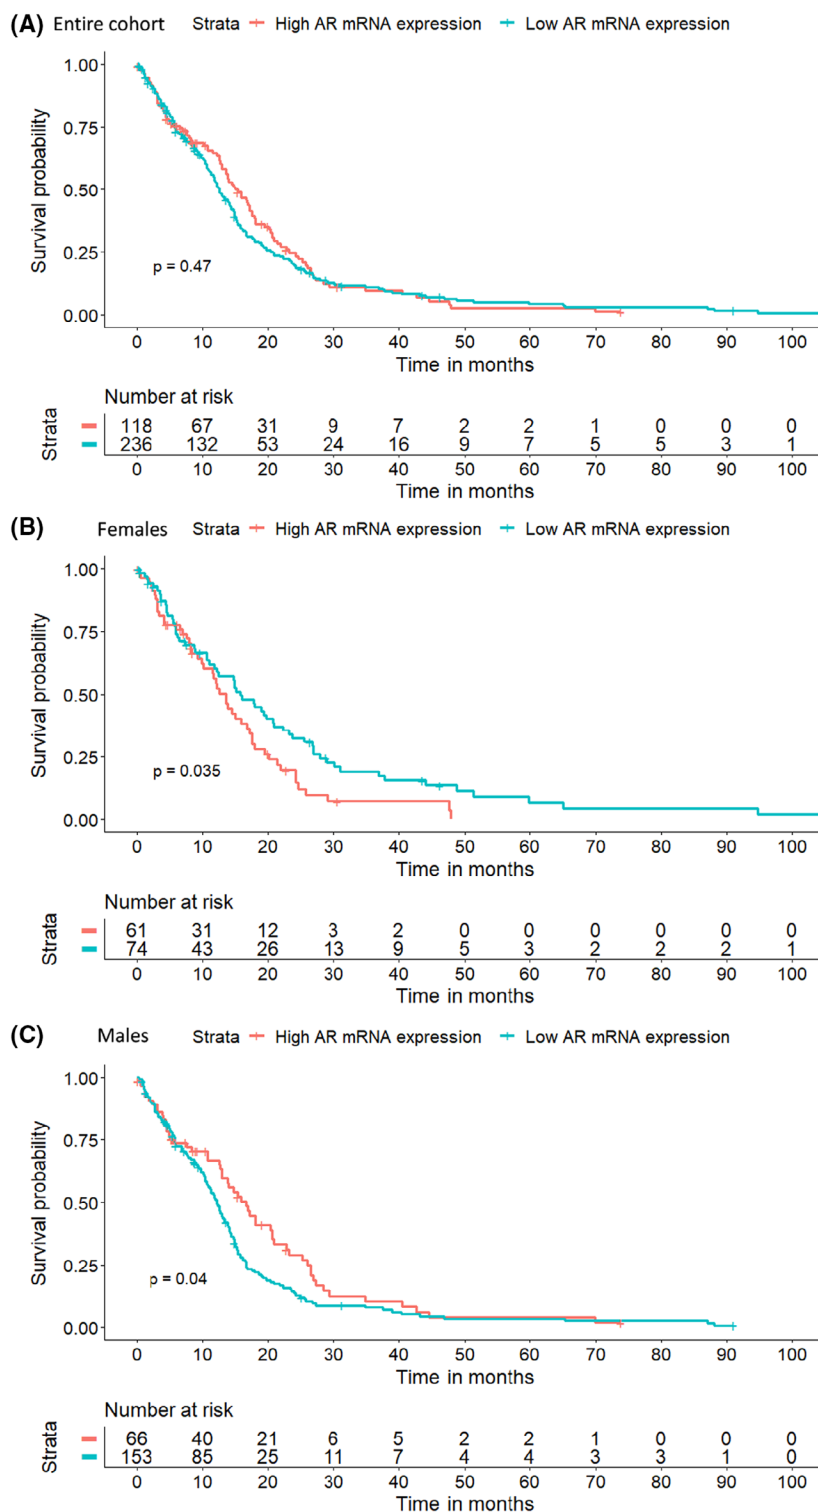 (A) Entire cohort Strata High AR mRNA expression Low AR mRNA expression
1.00
0.75
0.50
0.25
0.00
Survival probability
p = 0.47
0 10 20 30 40 50 60 70 80 90 100
Time in months
Number at risk
Strata
118 67 31 9 7 2 2 1 0 0 0
236 132 53 24 16 9 7 5 5 3 1
0 10 20 30 40 50 60 70 80 90 100
Time in months
(B) Females Strata High AR mRNA expression Low AR mRNA expression
1.00
0.75
0.50
0.25
0.00
Survival probability
p = 0.035
0 10 20 30 40 50 60 70 80 90 100
Time in months
Number at risk
Strata
61 31 12 3 2 0 0 0 0 0 0
74 43 26 13 9 5 3 2 2 2 1
0 10 20 30 40 50 60 70 80 90 100
Time in months
(C) Males Strata High AR mRNA expression Low AR mRNA expression
1.00
0.75
0.50
0.25
0.00
Survival probability
p = 0.04
0 10 20 30 40 50 60 70 80 90 100
Time in months
Number at risk
Strata
66 40 21 6 5 2 2 1 0 0 0
153 85 25 11 7 4 4 3 3 1 0
0 10 20 30 40 50 60 70 80 90 100
Time in months